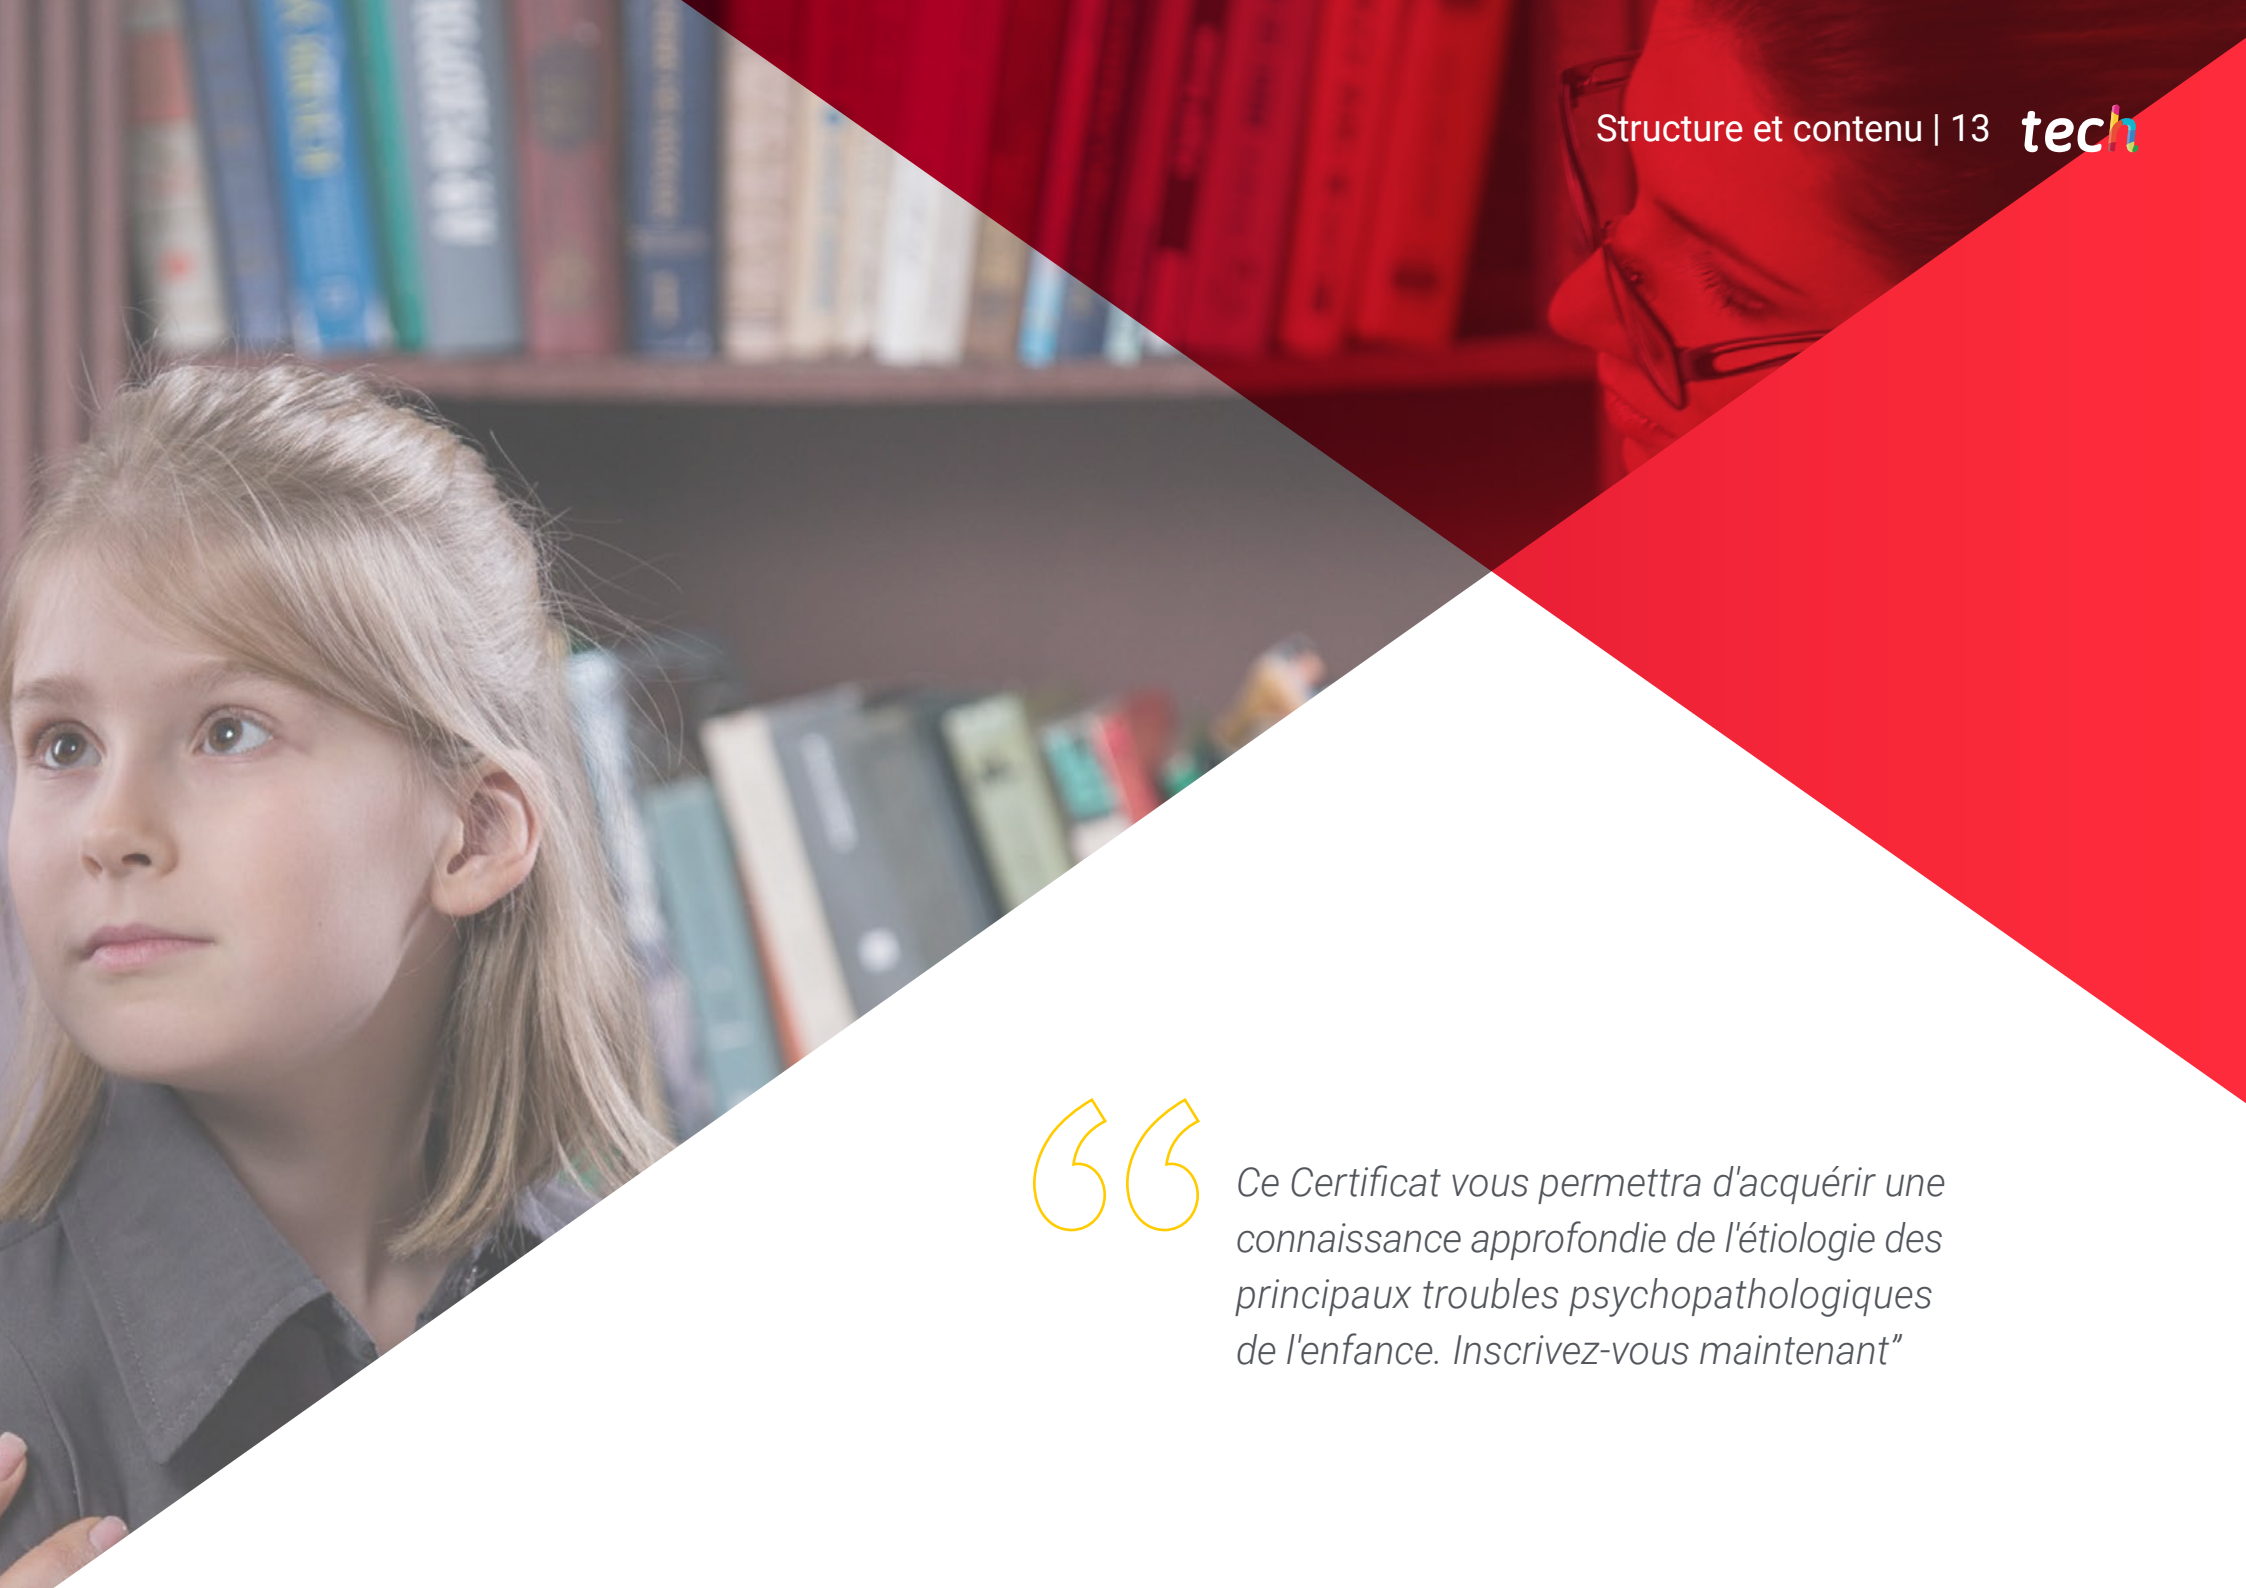 Structure et contenu | 13 tech
Ce Certificat vous permettra d'acquérir une
connaissance approfondie de l'étiologie des
principaux troubles psychopathologiques
de l'enfance. Inscrivez-vous maintenant"